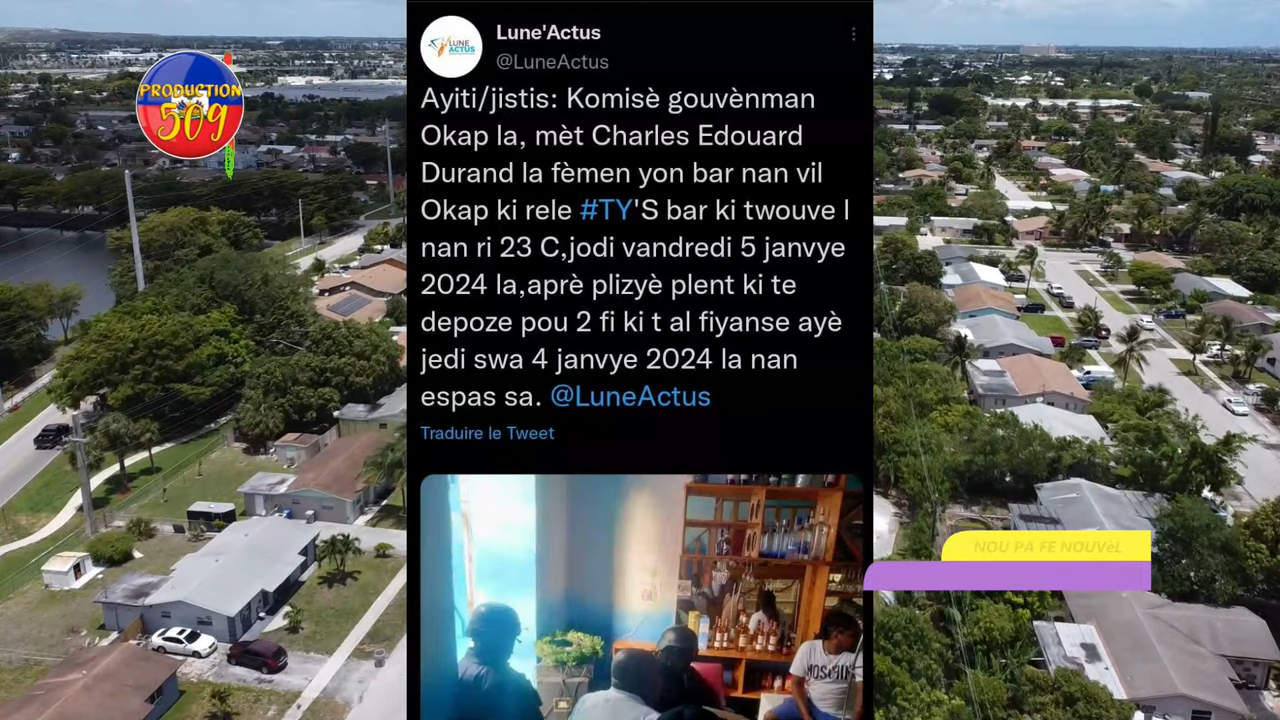 PRODUCTION
509
LUNE
ACTUS
Lune'Actus
@LuneActus
Ayiti/jistis: Komisè gouvènman
Okap la, mèt Charles Edouard
Durand la fèmen yon bar nan vil
Okap ki rele #TY'S bar ki twouve l
nan ri 23 C,jodi vandredi 5 janvye
2024 la,aprè plizyè plent ki te
depoze pou 2 fi ki t al fiyanse ayè
jedi swa 4 janvye 2024 la nan
espas sa. @LuneActus
Traduire le Tweet
MOSCHIN
NOU PA FE NOUVèL